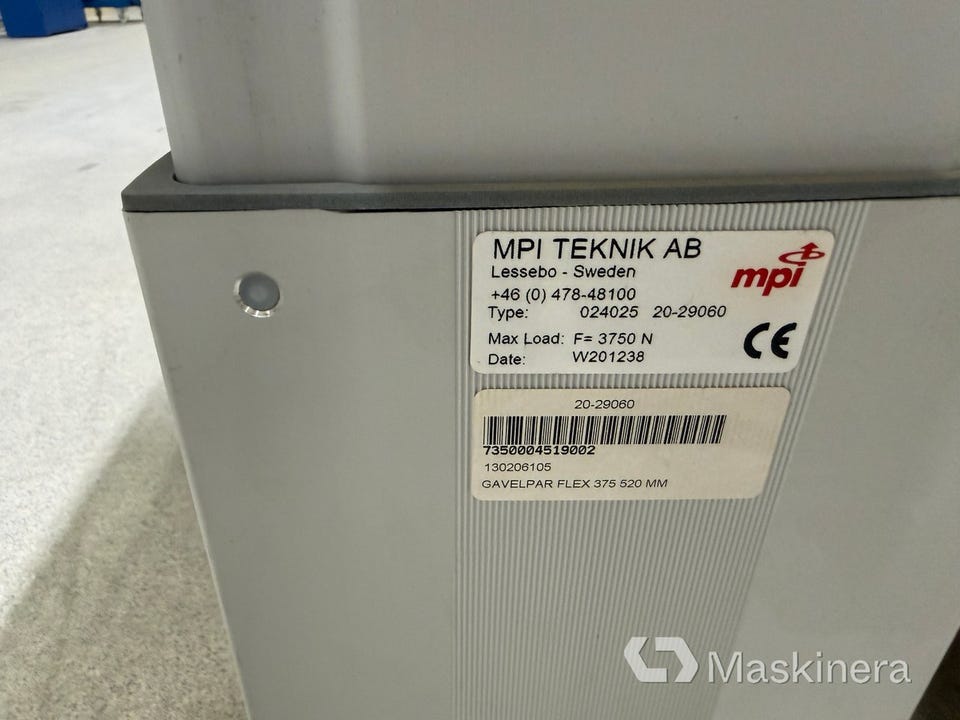 MPI TEKNIK AB
Lessebo - Sweden
+46 (0) 478-48100
Type: 024025 20-29060
Max Load: F= 3750 N
Date: W201238
mpi
CE
20-29060
7350004519002
130206105
GAVELPAR FLEX 375 520 MM
Maskinera